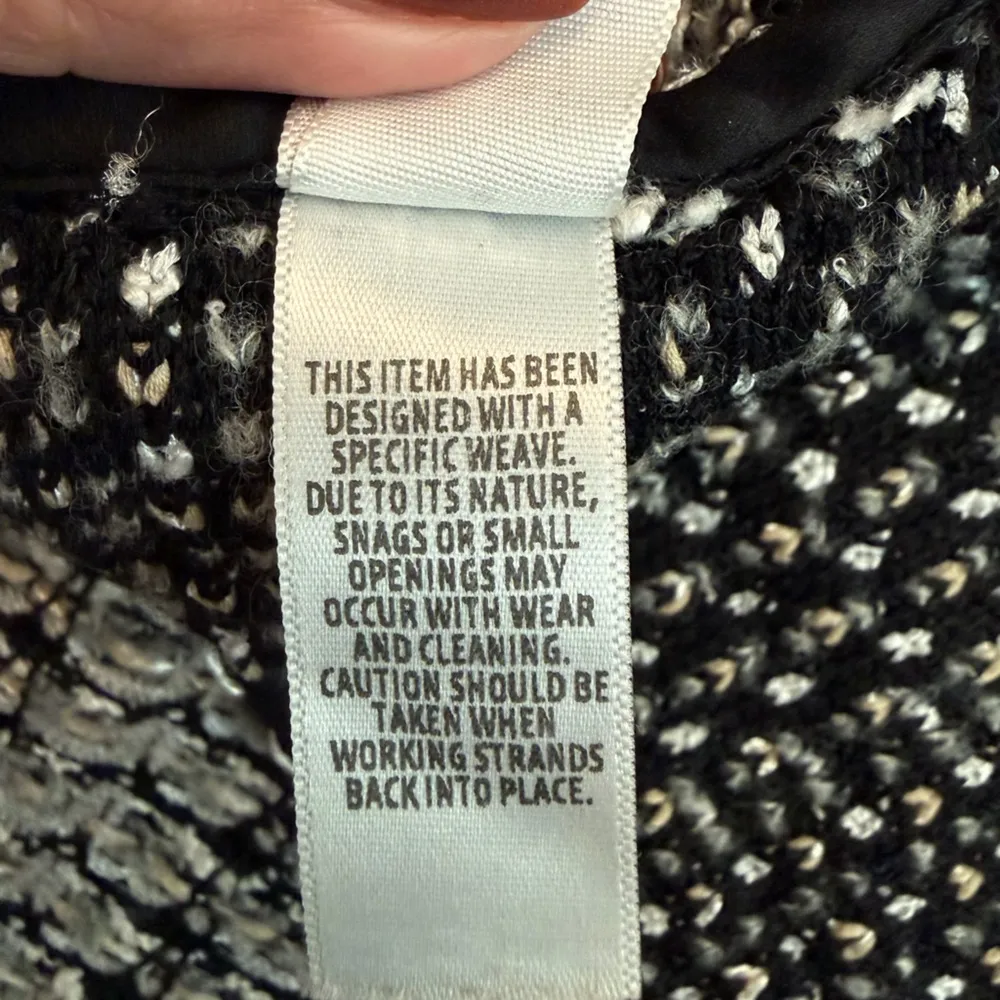 THIS ITEM HAS BEEN
DESIGNED WITH A
SPECIFIC WEAVE.
DUE TO ITS NATURE,
SNAGS OR SMALL
OPENINGS MAY
OCCUR WITH WEAR
AND CLEANING.
CAUTION SHOULD BE
TAKEN WHEN
WORKING STRANDS
BACK INTO PLACE.